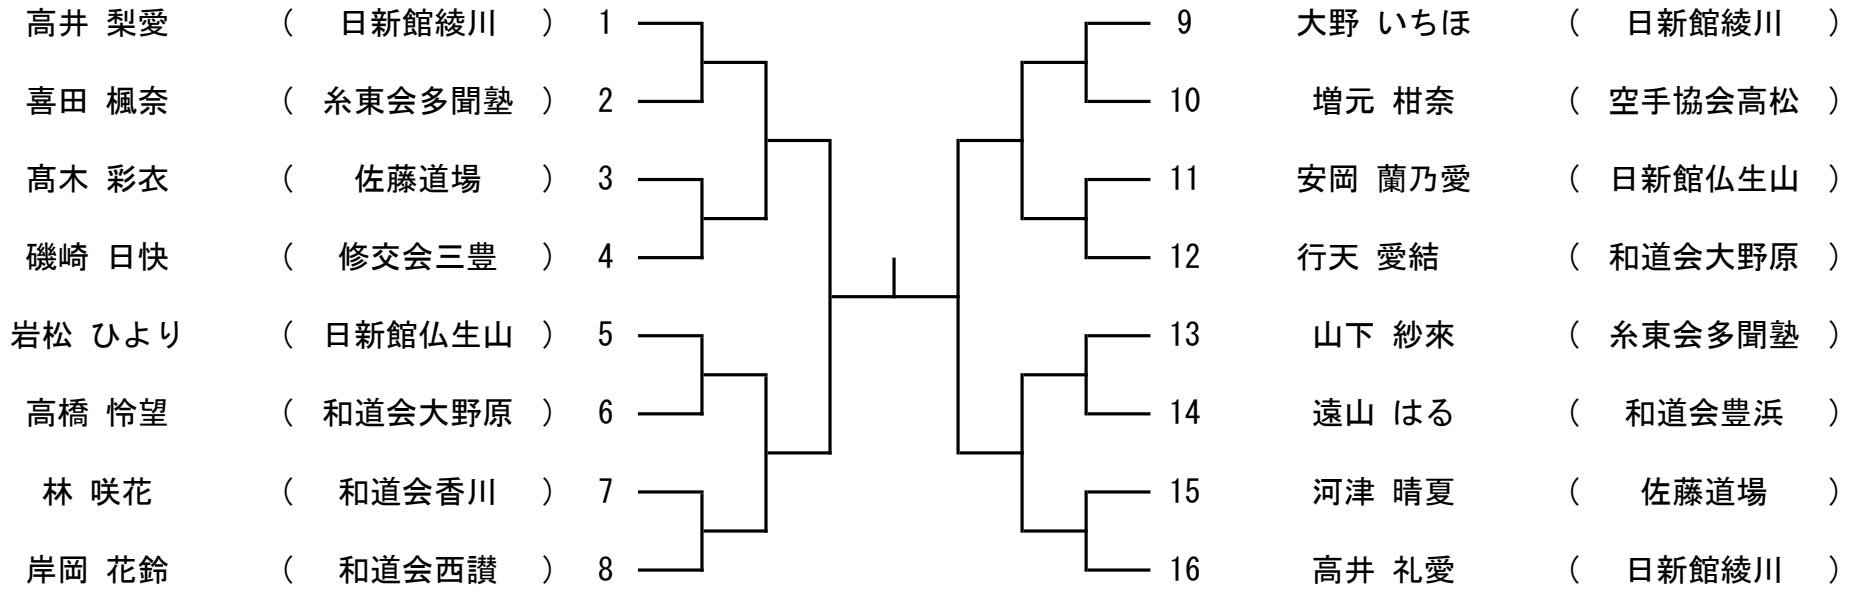 高井 梨愛 ( 日新館綾川 ) 1
喜田 楓奈 ( 糸東会多聞塾 ) 2
髙木 彩衣 ( 佐藤道場 ) 3
磯崎 日快 ( 修交会三豊 ) 4
岩松 ひより ( 日新館仏生山 ) 5
高橋 怜望 ( 和道会大野原 ) 6
林 咲花 ( 和道会香川 ) 7
岸岡 花鈴 ( 和道会西讃 ) 8
9 大野 いちほ ( 日新館綾川 )
10 増元 柑奈 ( 空手協会高松 )
11 安岡 蘭乃愛 ( 日新館仏生山 )
12 行天 愛結 ( 和道会大野原 )
13 山下 紗來 ( 糸東会多聞塾 )
14 遠山 はる ( 和道会豊浜 )
15 河津 晴夏 ( 佐藤道場 )
16 高井 礼愛 ( 日新館綾川 )